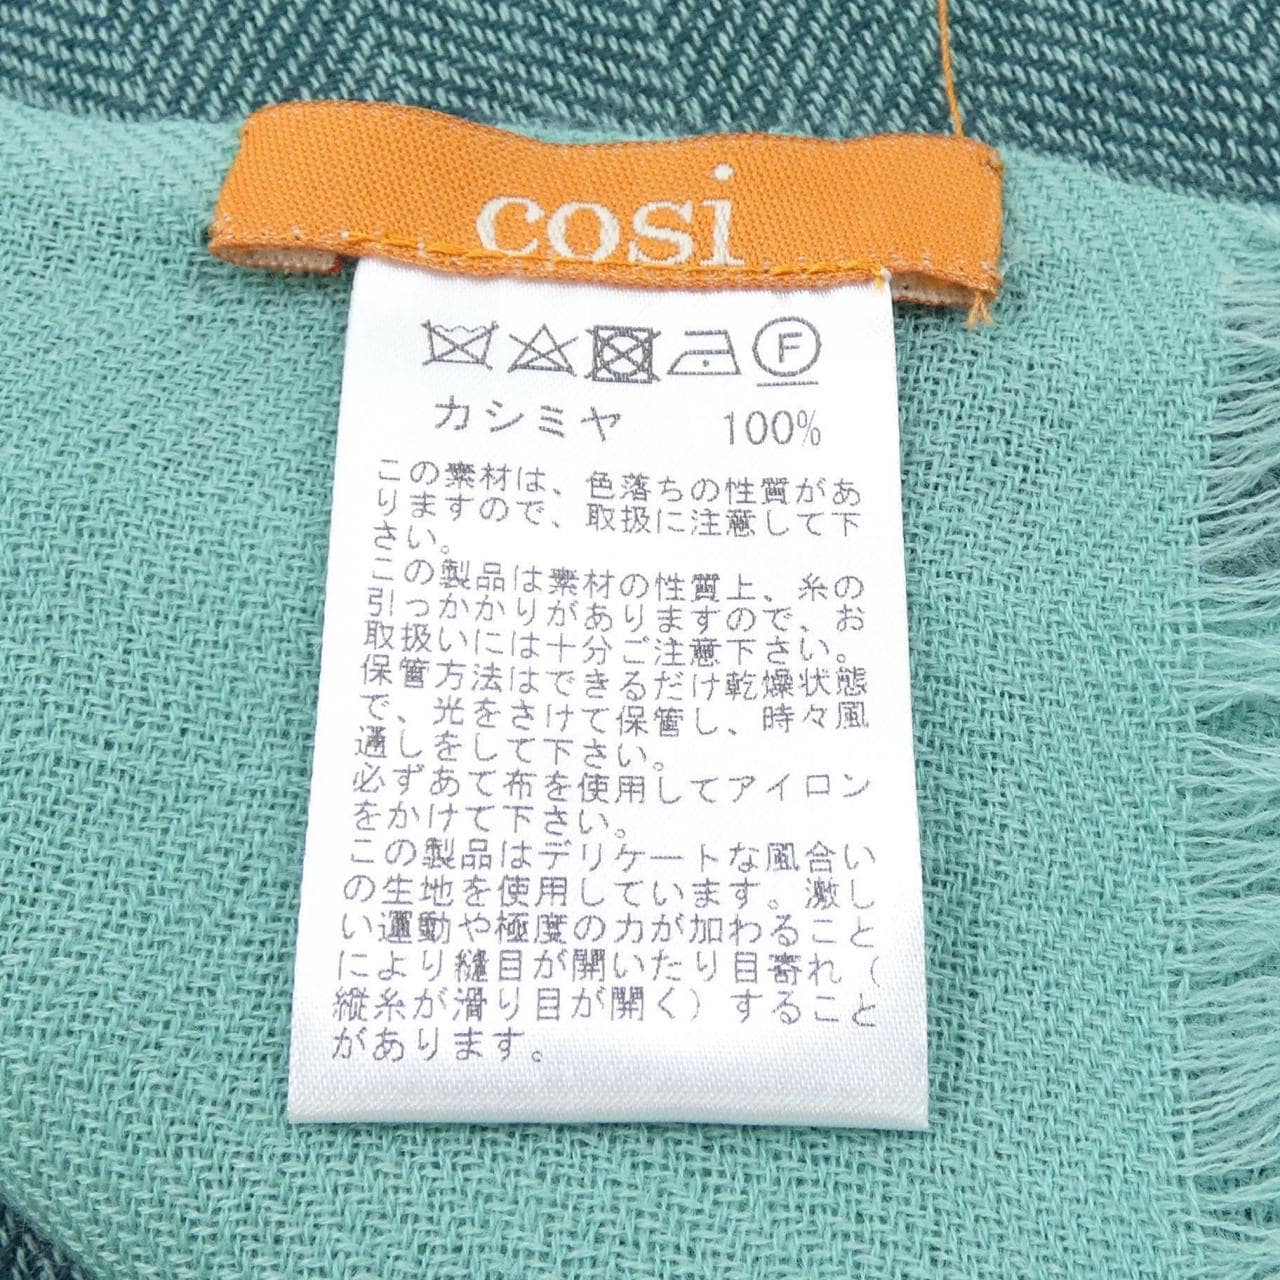 cosi
F
カシミヤ 100%
この素材は、色落ちの性質があ
りますので、取扱に注意して下
さい。
この製品は素材の性質上、糸の
引っかかりがありますので、お
取扱いには十分ご注意下さい。
保管方法はできるだけ乾燥状態
で、光をさけて保管し、時々風
通しをして下さい。
必ずあて布を使用してアイロン
をかけて下さい。
この製品はデリケートな風合い
の生地を使用しています。激し
い運動や極度の力が加わること
により縫目が開いたり目寄れ（
縦糸が滑り目が開く）すること
があります。